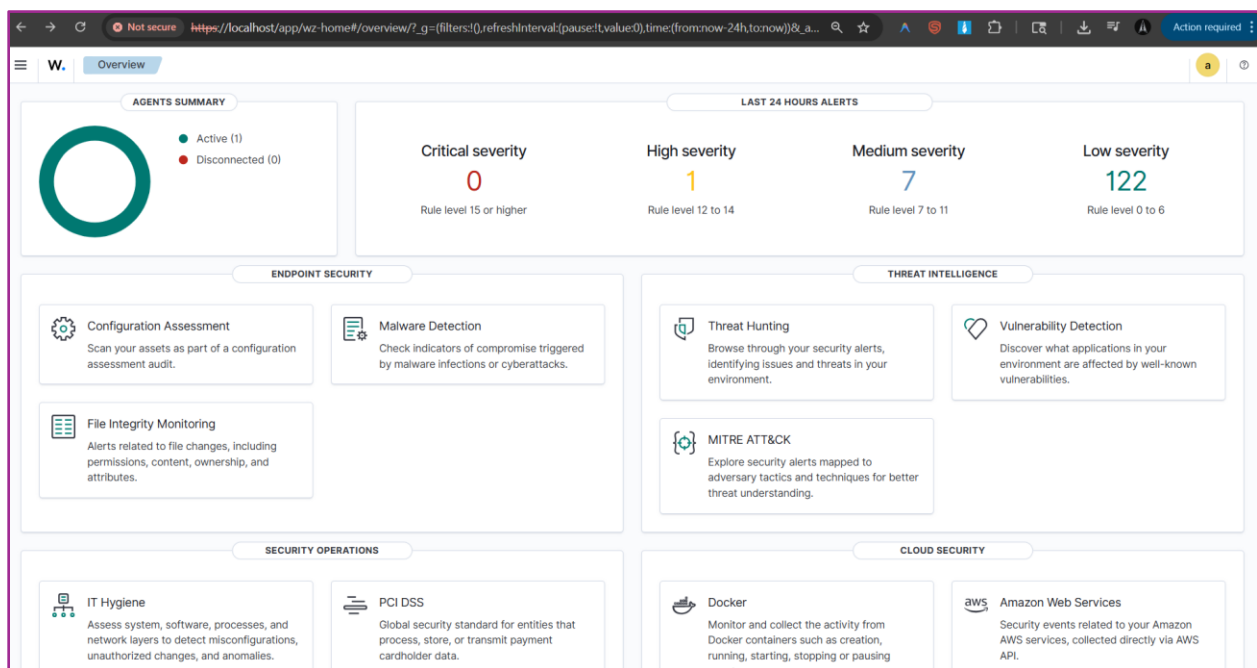 Not secure https://localhost/app/wz-home#/overview/?_g=(filters:!(),refreshInterval:(pause:!t,value:0),time:(from:now-24h,to:now))&_a... Action required
W. Overview a
AGENTS SUMMARY
Active (1)
Disconnected (0)
LAST 24 HOURS ALERTS
Critical severity
0
Rule level 15 or higher
High severity
1
Rule level 12 to 14
Medium severity
7
Rule level 7 to 11
Low severity
122
Rule level 0 to 6
ENDPOINT SECURITY
Configuration Assessment
Scan your assets as part of a configuration
assessment audit.
Malware Detection
Check indicators of compromise triggered
by malware infections or cyberattacks.
File Integrity Monitoring
Alerts related to file changes, including
permissions, content, ownership, and
attributes.
THREAT INTELLIGENCE
Threat Hunting
Browse through your security alerts,
identifying issues and threats in your
environment.
Vulnerability Detection
Discover what applications in your
environment are affected by well-known
vulnerabilities.
MITRE ATT&CK
Explore security alerts mapped to
adversary tactics and techniques for better
threat understanding.
SECURITY OPERATIONS
IT Hygiene
Assess system, software, processes, and
network layers to detect misconfigurations,
unauthorized changes, and anomalies.
PCI DSS
Global security standard for entities that
process, store, or transmit payment
cardholder data.
CLOUD SECURITY
Docker
Monitor and collect the activity from
Docker containers such as creation,
running, starting, stopping or pausing
aws Amazon Web Services
Security events related to your Amazon
AWS services, collected directly via AWS
API.